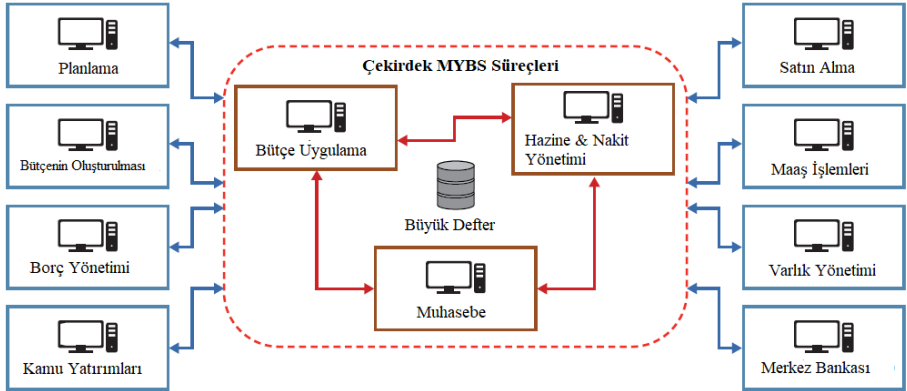 Planlama
Bütçenin Oluşturulması
Borç Yönetimi
Kamu Yatırımları
Çekirdek MYBS Süreçleri
Bütçe Uygulama
Hazine & Nakit
Yönetimi
Büyük Defter
Muhasebe
Satın Alma
Maaş İşlemleri
Varlık Yönetimi
Merkez Bankası